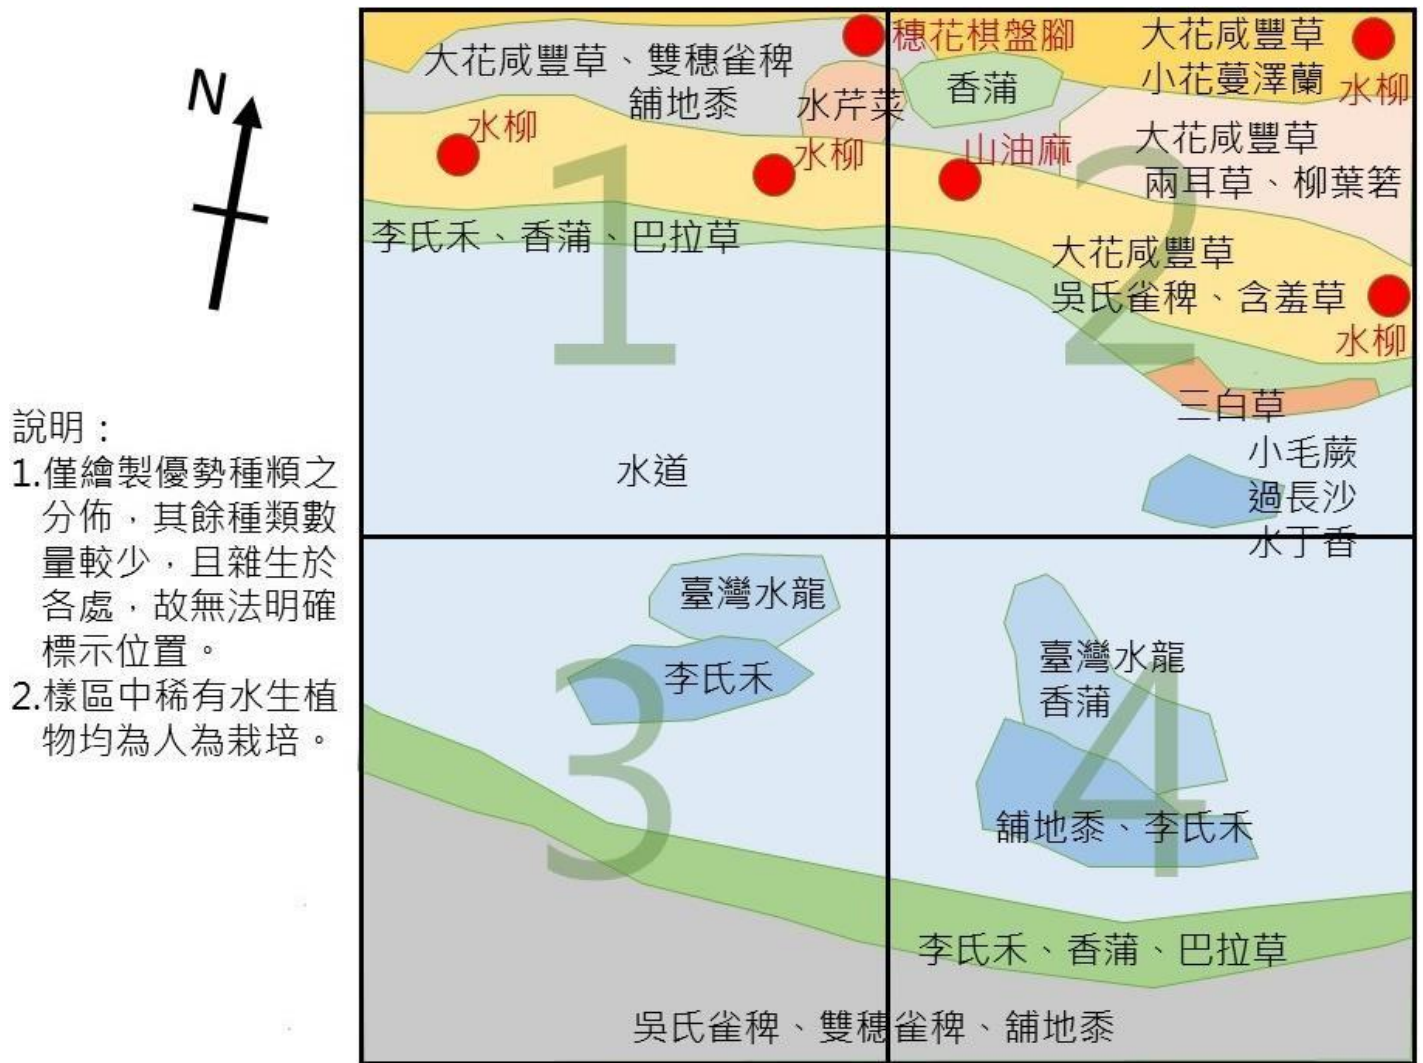 N
說明：
1.僅繪製優勢種類之
分佈，其餘種類數
量較少，且雜生於
各處，故無法明確
標示位置。
2.樣區中稀有水生植
物均為人為栽培。
大花咸豐草、雙穗雀稗
舖地黍
穗花棋盤腳
水芹菜
香蒲
大花咸豐草
小花蔓澤蘭
水柳
水柳
水柳
山油麻
大花咸豐草
兩耳草、柳葉箬
李氏禾、香蒲、巴拉草
大花咸豐草
吳氏雀稗、含羞草
水柳
1
2
三白草
水道
小毛蕨
過長沙
水丁香
臺灣水龍
李氏禾
3
臺灣水龍
香蒲
4
舖地黍、李氏禾
李氏禾、香蒲、巴拉草
吳氏雀稗、雙穗雀稗、舖地黍